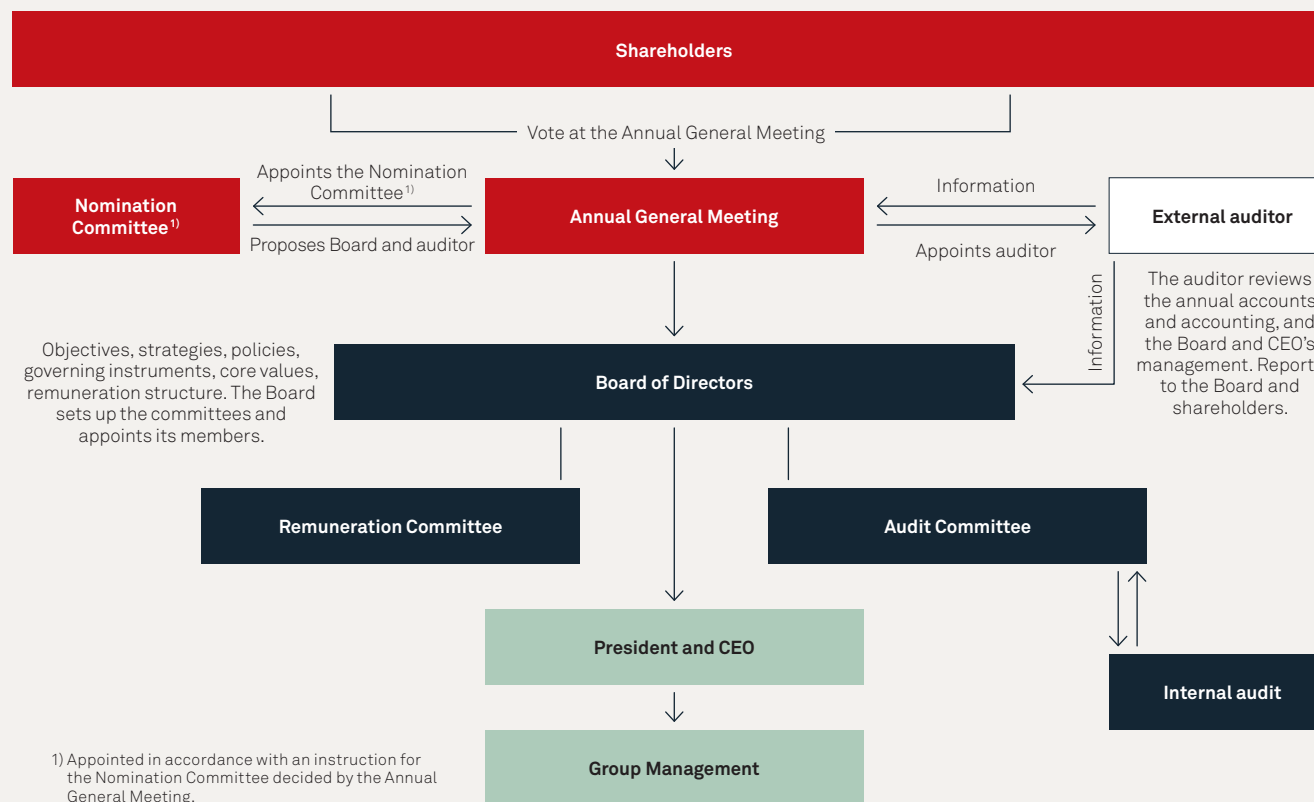 Shareholders
Vote at the Annual General Meeting
Appoints the Nomination
Committee¹⁾
Nomination
Committee¹⁾
Proposes Board and auditor
Annual General Meeting
Information
Appoints auditor
External auditor
Information
The auditor reviews
the annual accounts
and accounting, and
the Board and CEO’s
management. Report
to the Board and
shareholders.
Objectives, strategies, policies,
governing instruments, core values,
remuneration structure. The Board
sets up the committees and
appoints its members.
Board of Directors
Remuneration Committee
Audit Committee
President and CEO
Internal audit
Group Management
1) Appointed in accordance with an instruction for
the Nomination Committee decided by the Annual
General Meeting.